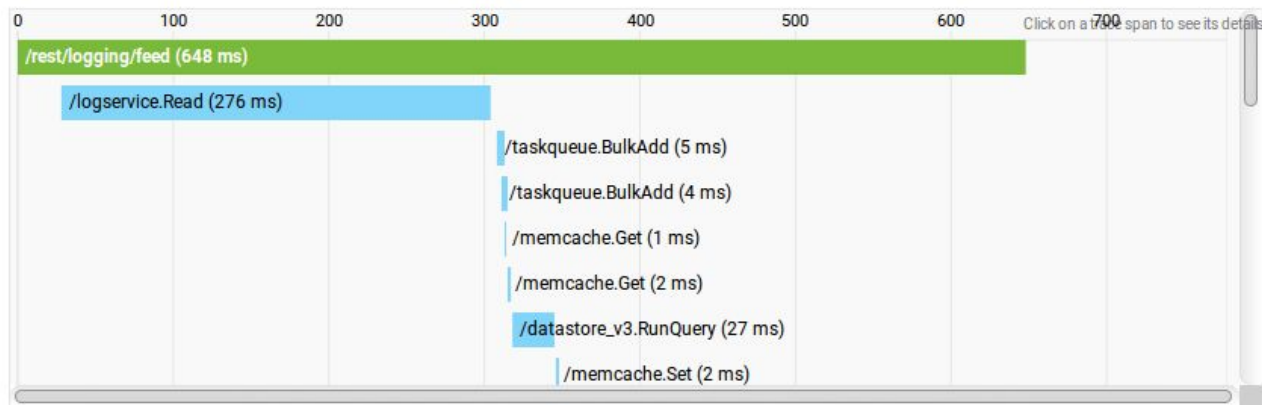 0 100 200 300 400 500 600 700
Click on a trace span to see its details
/rest/logging/feed (648 ms)
/logservice.Read (276 ms)
/taskqueue.BulkAdd (5 ms)
/taskqueue.BulkAdd (4 ms)
/memcache.Get (1 ms)
/memcache.Get (2 ms)
/datastore_v3.RunQuery (27 ms)
/memcache.Set (2 ms)